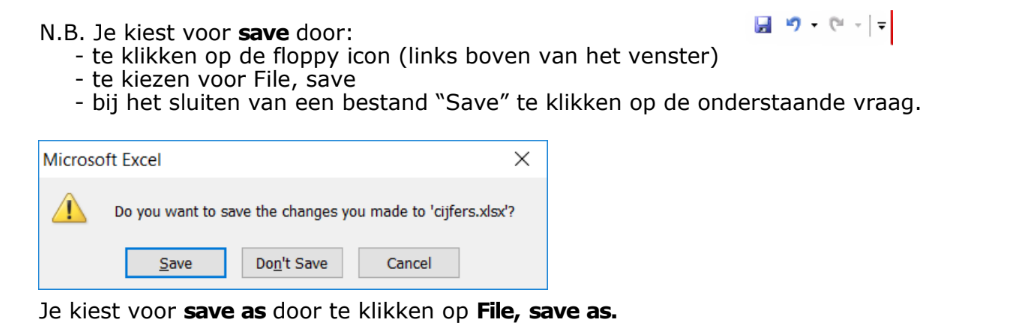 N.B. Je kiest voor save door:
- te klikken op de floppy icon (links boven van het venster)
- te kiezen voor File, save
- bij het sluiten van een bestand “Save” te klikken op de onderstaande vraag.
Microsoft Excel
Do you want to save the changes you made to 'cijfers.xlsx'?
Save Don't Save Cancel
Je kiest voor save as door te klikken op File, save as.